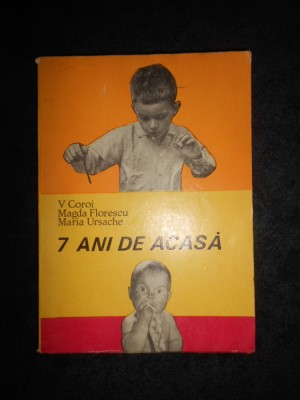 V Coroi
Magda Florescu
Maria Ursache
7 ANI DE ACASĂ